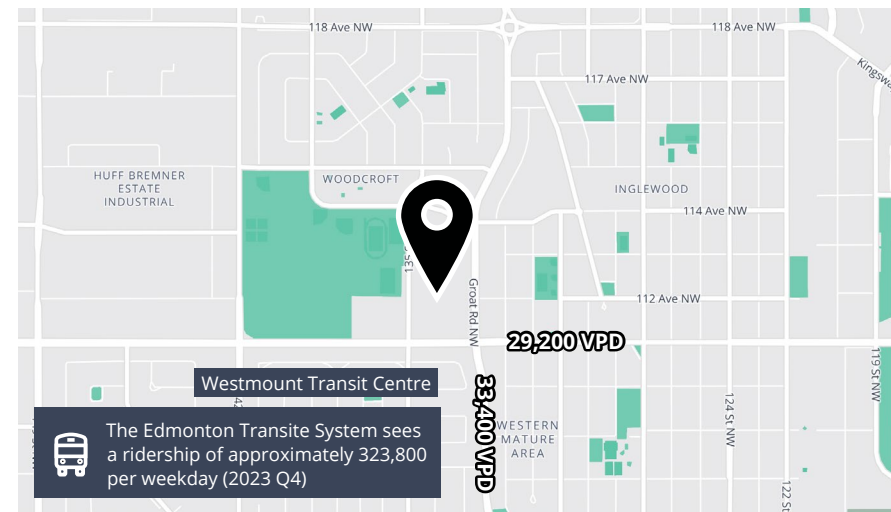 118 Ave NW
118 Ave NW
Kingsway
117 Ave NW
HUFF BREMNER
ESTATE
INDUSTRIAL
WOODCROFT
INGLEWOOD
114 Ave NW
135
Groat Rd NW
112 Ave NW
29,200 VPD
119 St NW
Westmount Transit Centre
33,400 VPD
124 St NW
WESTERN
MATURE
AREA
The Edmonton Transite System sees
a ridership of approximately 323,800
per weekday (2023 Q4)
122 St